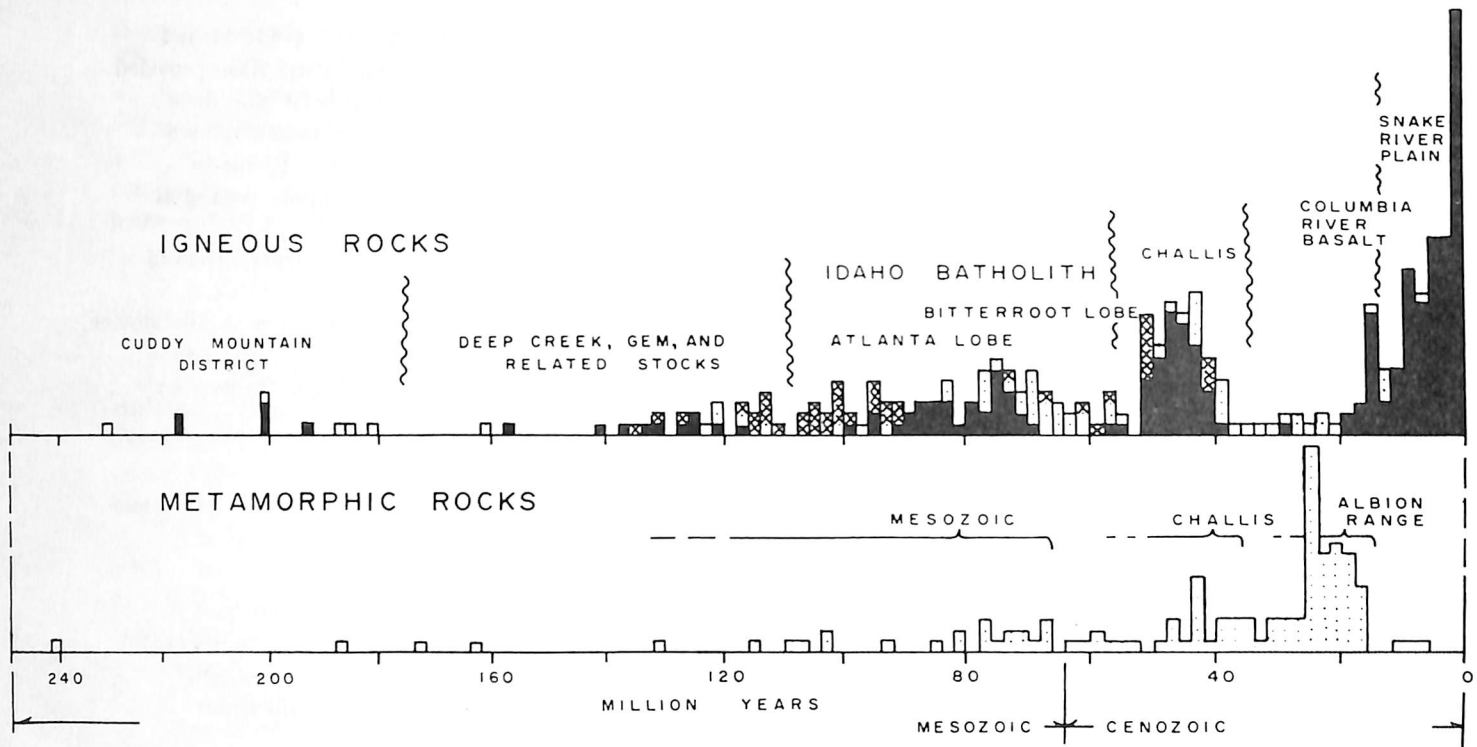 SNAKE
RIVER
PLAIN
COLUMBIA
RIVER
BASALT
IGNEOUS ROCKS
CHALLIS
IDAHO BATHOLITH
BITTERROOT LOBE
CUDDY MOUNTAIN
DISTRICT
DEEP CREEK, GEM, AND
RELATED STOCKS
ATLANTA LOBE
METAMORPHIC ROCKS
MESOZOIC
CHALLIS
ALBION
RANGE
240 200 160 120 80 60 40 0
MILLION YEARS
MESOZOIC CENOZOIC